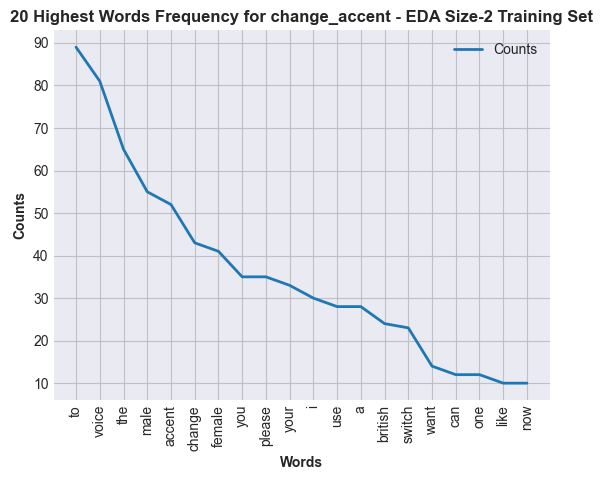 20 Highest Words Frequency for change_accent - EDA Size-2 Training Set
Counts
90
80
70
60
50
40
30
20
10
Counts
to
voice
the
male
accent
change
female
you
please
your
i
use
a
british
switch
want
can
one
like
now
Words